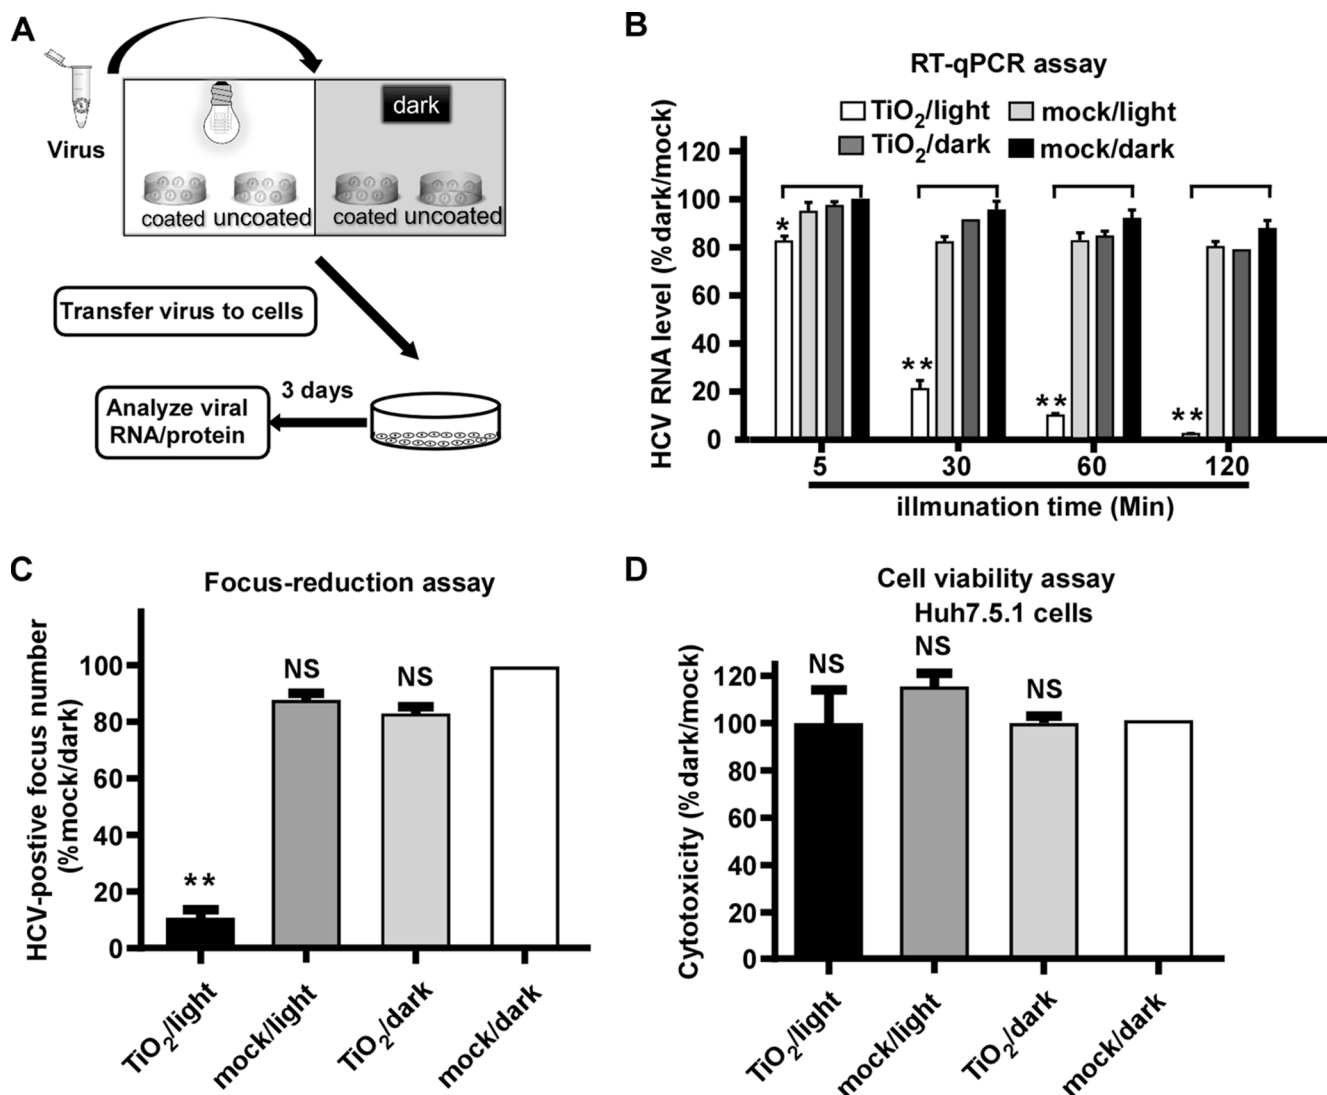 A
Virus
dark
coated uncoated coated uncoated
Transfer virus to cells
3 days
Analyze viral
RNA/protein
B
RT-qPCR assay
TiO2/light mock/light
TiO2/dark mock/dark
HCV RNA level (%dark/mock)
120
100
80
60
40
20
0
*
**
**
**
5 30 60 120
illmunation time (Min)
C
Focus-reduction assay
HCV-postive focus number
(%mock/dark)
100
80
60
40
20
0
**
NS
NS
TiO2/light
mock/light
TiO2/dark
mock/dark
D
Cell viability assay
Huh7.5.1 cells
Cytotoxicity (%dark/mock)
120
100
80
60
40
20
0
NS
NS
NS
TiO2/light
mock/light
TiO2/dark
mock/dark